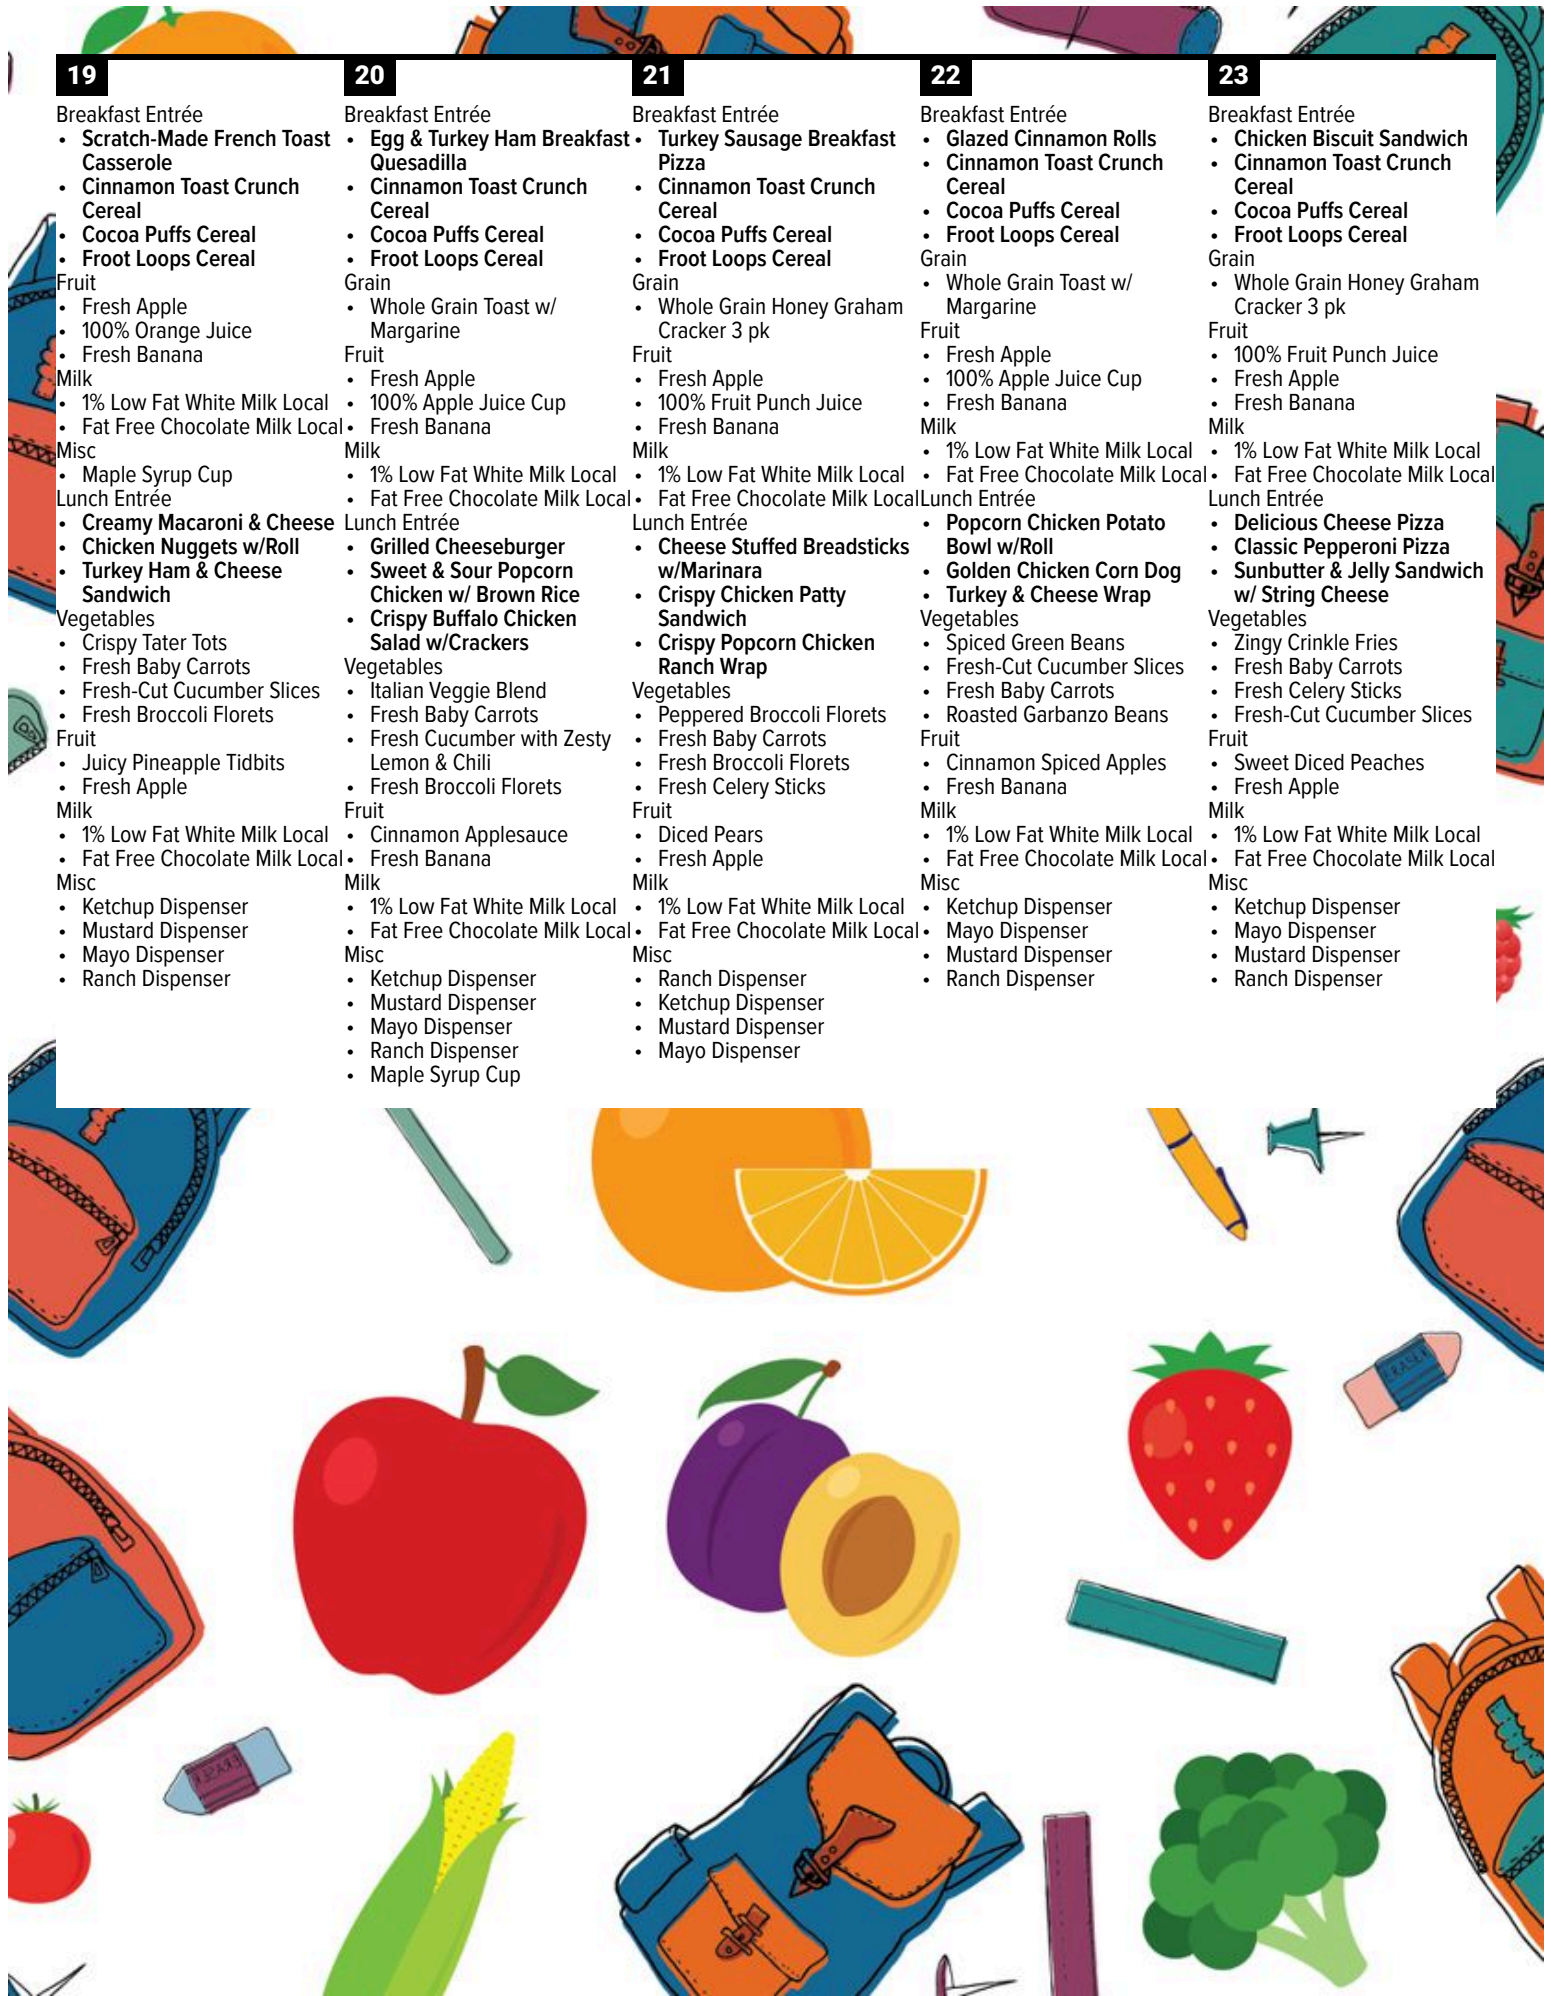 19
Breakfast Entrée
• Scratch-Made French Toast
Casserole
• Cinnamon Toast Crunch
Cereal
• Cocoa Puffs Cereal
• Froot Loops Cereal
Fruit
• Fresh Apple
• 100% Orange Juice
• Fresh Banana
Milk
• 1% Low Fat White Milk Local
• Fat Free Chocolate Milk Local
Misc
• Maple Syrup Cup
Lunch Entrée
• Creamy Macaroni & Cheese
• Chicken Nuggets w/Roll
• Turkey Ham & Cheese
Sandwich
Vegetables
• Crispy Tater Tots
• Fresh Baby Carrots
• Fresh-Cut Cucumber Slices
• Fresh Broccoli Florets
Fruit
• Juicy Pineapple Tidbits
• Fresh Apple
Milk
• 1% Low Fat White Milk Local
• Fat Free Chocolate Milk Local
Misc
• Ketchup Dispenser
• Mustard Dispenser
• Mayo Dispenser
• Ranch Dispenser
20
Breakfast Entrée
• Egg & Turkey Ham Breakfast
Quesadilla
• Cinnamon Toast Crunch
Cereal
• Cocoa Puffs Cereal
• Froot Loops Cereal
Grain
• Whole Grain Toast w/
Margarine
Fruit
• Fresh Apple
• 100% Apple Juice Cup
• Fresh Banana
Milk
• 1% Low Fat White Milk Local
• Fat Free Chocolate Milk Local
Lunch Entrée
• Grilled Cheeseburger
• Sweet & Sour Popcorn
Chicken w/ Brown Rice
• Crispy Buffalo Chicken
Salad w/Crackers
Vegetables
• Italian Veggie Blend
• Fresh Baby Carrots
• Fresh Cucumber with Zesty
Lemon & Chili
• Fresh Broccoli Florets
Fruit
• Cinnamon Applesauce
• Fresh Banana
Milk
• 1% Low Fat White Milk Local
• Fat Free Chocolate Milk Local
Misc
• Ketchup Dispenser
• Mustard Dispenser
• Mayo Dispenser
• Ranch Dispenser
• Maple Syrup Cup
21
Breakfast Entrée
• Turkey Sausage Breakfast
Pizza
• Cinnamon Toast Crunch
Cereal
• Cocoa Puffs Cereal
• Froot Loops Cereal
Grain
• Whole Grain Honey Graham
Cracker 3 pk
Fruit
• Fresh Apple
• 100% Fruit Punch Juice
• Fresh Banana
Milk
• 1% Low Fat White Milk Local
• Fat Free Chocolate Milk Local
Lunch Entrée
• Cheese Stuffed Breadsticks
w/Marinara
• Crispy Chicken Patty
Sandwich
• Crispy Popcorn Chicken
Ranch Wrap
Vegetables
• Peppered Broccoli Florets
• Fresh Baby Carrots
• Fresh Broccoli Florets
• Fresh Celery Sticks
Fruit
• Diced Pears
• Fresh Apple
Milk
• 1% Low Fat White Milk Local
• Fat Free Chocolate Milk Local
Misc
• Ranch Dispenser
• Ketchup Dispenser
• Mustard Dispenser
• Mayo Dispenser
22
Breakfast Entrée
• Glazed Cinnamon Rolls
• Cinnamon Toast Crunch
Cereal
• Cocoa Puffs Cereal
• Froot Loops Cereal
Grain
• Whole Grain Toast w/
Margarine
Fruit
• Fresh Apple
• 100% Apple Juice Cup
• Fresh Banana
Milk
• 1% Low Fat White Milk Local
• Fat Free Chocolate Milk Local
Lunch Entrée
• Popcorn Chicken Potato
Bowl w/Roll
• Golden Chicken Corn Dog
• Turkey & Cheese Wrap
Vegetables
• Spiced Green Beans
• Fresh-Cut Cucumber Slices
• Fresh Baby Carrots
• Roasted Garbanzo Beans
Fruit
• Cinnamon Spiced Apples
• Fresh Banana
Milk
• 1% Low Fat White Milk Local
• Fat Free Chocolate Milk Local
Misc
• Ketchup Dispenser
• Mayo Dispenser
• Mustard Dispenser
• Ranch Dispenser
23
Breakfast Entrée
• Chicken Biscuit Sandwich
• Cinnamon Toast Crunch
Cereal
• Cocoa Puffs Cereal
• Froot Loops Cereal
Grain
• Whole Grain Honey Graham
Cracker 3 pk
Fruit
• 100% Fruit Punch Juice
• Fresh Apple
• Fresh Banana
Milk
• 1% Low Fat White Milk Local
• Fat Free Chocolate Milk Local
Lunch Entrée
• Delicious Cheese Pizza
• Classic Pepperoni Pizza
• Sunbutter & Jelly Sandwich
w/ String Cheese
Vegetables
• Zingy Crinkle Fries
• Fresh Baby Carrots
• Fresh Celery Sticks
• Fresh-Cut Cucumber Slices
Fruit
• Sweet Diced Peaches
• Fresh Apple
Milk
• 1% Low Fat White Milk Local
• Fat Free Chocolate Milk Local
Misc
• Ketchup Dispenser
• Mayo Dispenser
• Mustard Dispenser
• Ranch Dispenser
ERASER
ERASER